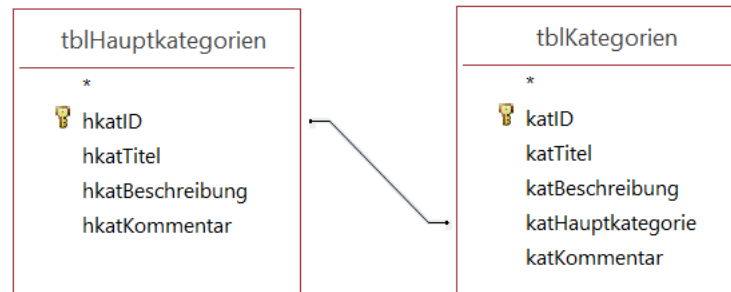 tblHauptkategorien
*
hkatID
hkatTitel
hkatBeschreibung
hkatKommentar
tblKategorien
*
katID
katTitel
katBeschreibung
katHauptkategorie
katKommentar